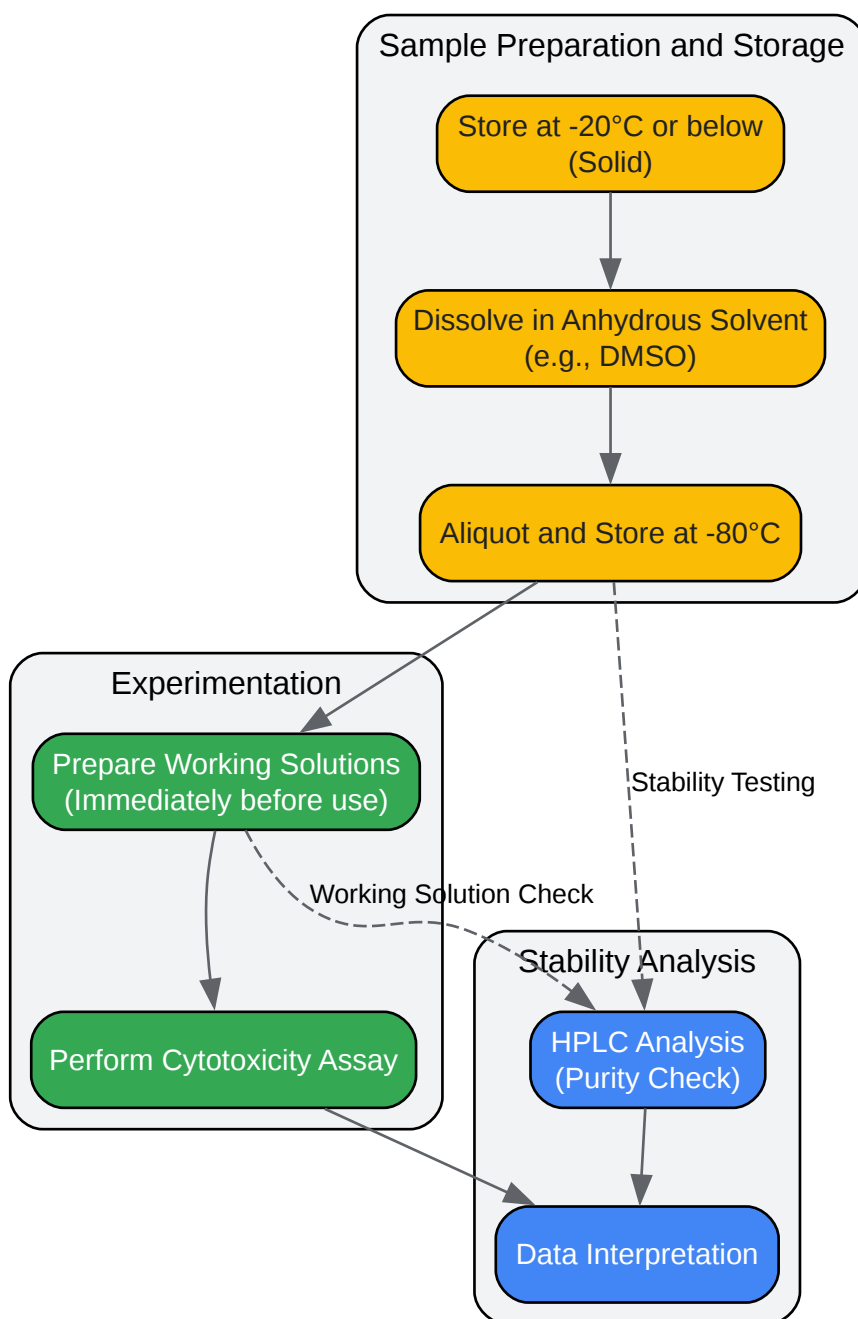 Sample Preparation and Storage
Store at -20°C or below
(Solid)
Dissolve in Anhydrous Solvent
(e.g., DMSO)
Aliquot and Store at -80°C
Experimentation
Prepare Working Solutions
(Immediately before use)
Stability Testing
Working Solution Check
Stability Analysis
Perform Cytotoxicity Assay
HPLC Analysis
(Purity Check)
Data Interpretation